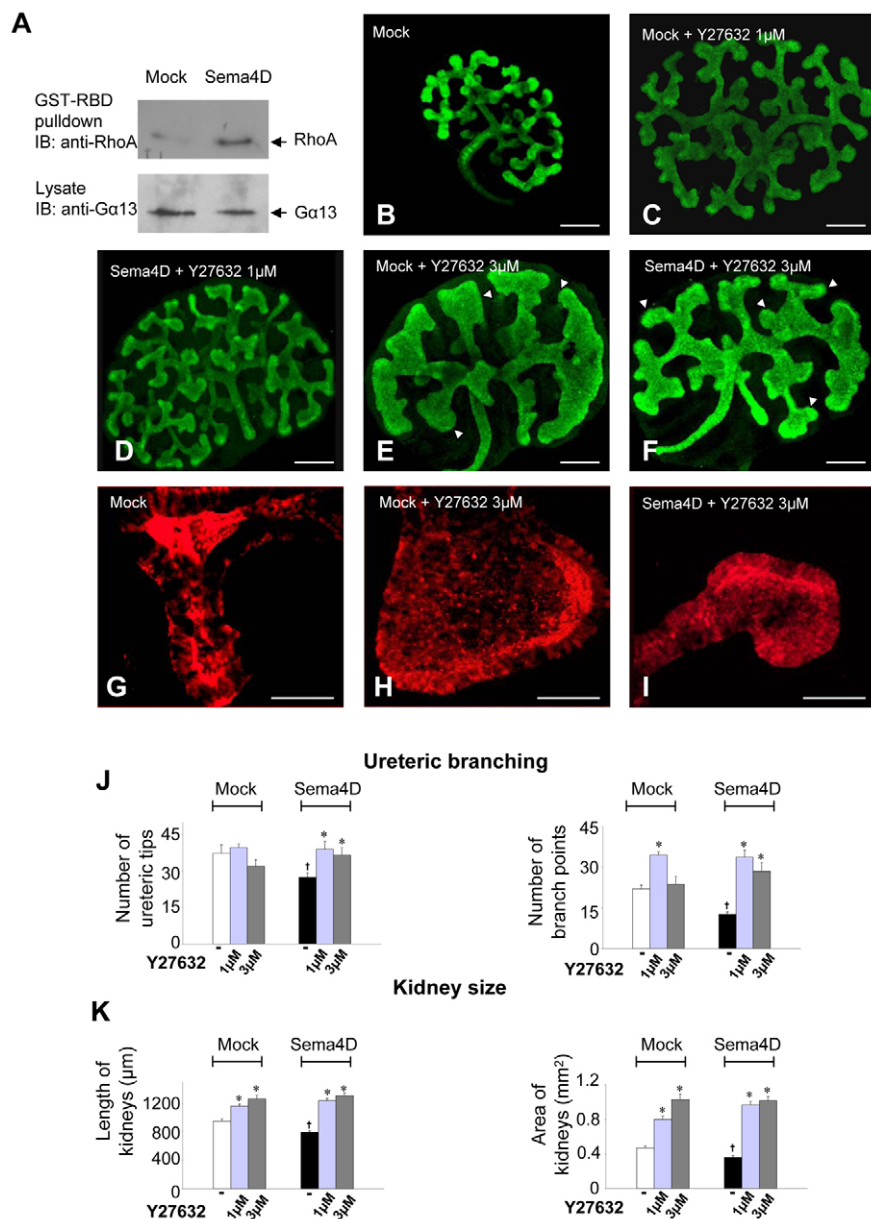 A
Mock Sema4D
GST-RBD
pulldown
IB: anti-RhoA
RhoA
Lysate
IB: anti-Gα13
Gα13
Mock
B
Mock + Y27632 1µM
C
Sema4D + Y27632 1µM
D
Mock + Y27632 3µM
E
Sema4D + Y27632 3µM
F
Mock
G
Mock + Y27632 3µM
H
Sema4D + Y27632 3µM
I
Ureteric branching
J
Mock Sema4D
Number of
ureteric tips
45
30
15
0
†
*
*
Y27632 - 1µM 3µM - 1µM 3µM
Mock Sema4D
Number of
branch points
45
30
15
0
*
†
*
*
Y27632 - 1µM 3µM - 1µM 3µM
Kidney size
K
Mock Sema4D
Length of
kidneys (µm)
1200
800
400
0
*
*
†
*
*
Y27632 - 1µM 3µM - 1µM 3µM
Mock Sema4D
Area of
kidneys (mm²)
1.2
0.8
0.4
0
*
*
†
*
*
Y27632 - 1µM 3µM - 1µM 3µM